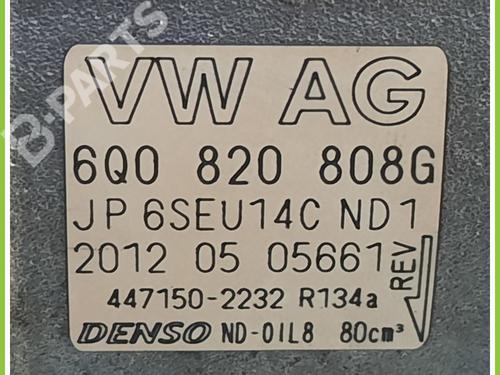 VW AG
6Q0 820 808G
JP 6SEU14C ND1
2012 05 05661
REV
447150-2232 R134a
DENSO ND-OIL8 80cm³
B-PARTS